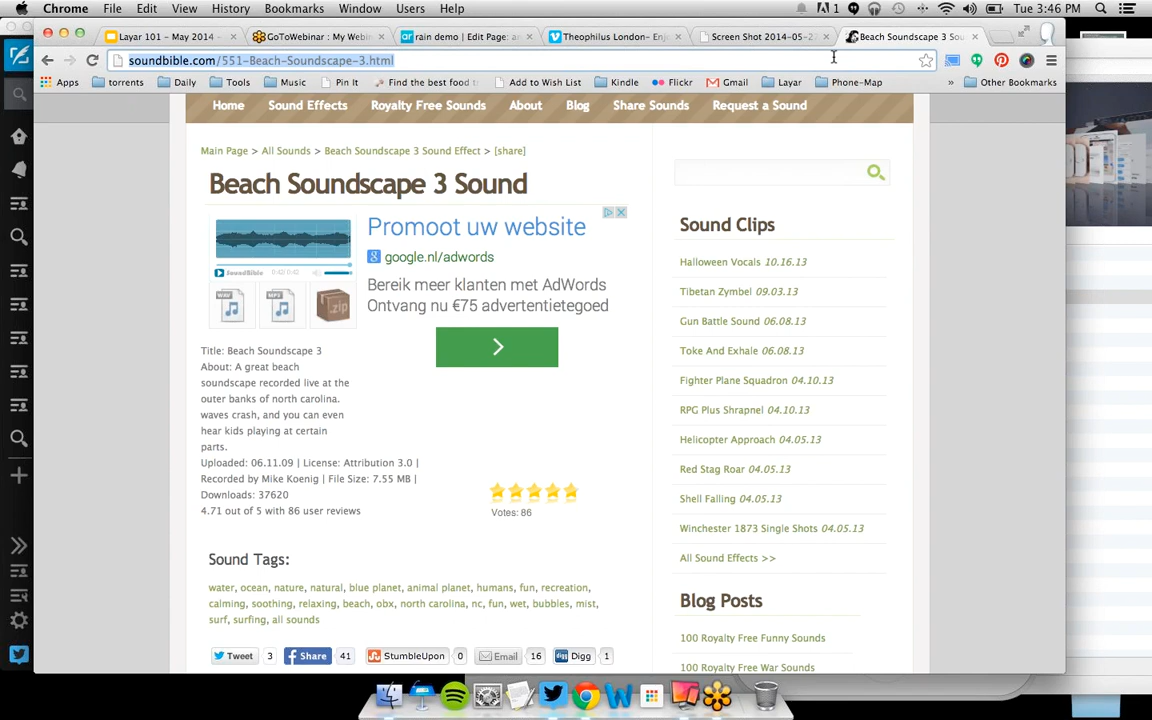 Chrome File Edit View History Bookmarks Window Users Help 1 Tue 3:46 PM
Layar 101 - May 2014 - GoToWebinar : My Webin rain demo | Edit Page: a Theophilus London- Enjoy Screen Shot 2014-05-2 Beach Soundscape 3 Sou
soundbible.com/551-Beach-Soundscape-3.html
Apps torrents Daily Tools Music Pin It Find the best food t Add to Wish List Kindle Flickr Gmail Layar Phone-Map » Other Bookmarks
Home Sound Effects Royalty Free Sounds About Blog Share Sounds Request a Sound
Main Page > All Sounds > Beach Soundscape 3 Sound Effect > [share]
Beach Soundscape 3 Sound
Promoot uw website
google.nl/adwords
Bereik meer klanten met AdWords
Ontvang nu €75 advertentietegoed
SoundBible 0:42 0:42
WAV MP3 zip
Title: Beach Soundscape 3
About: A great beach
soundscape recorded live at the
outer banks of north carolina.
waves crash, and you can even
hear kids playing at certain
parts.
Uploaded: 06.11.09 | License: Attribution 3.0 |
Recorded by Mike Koenig | File Size: 7.55 MB |
Downloads: 37620
4.71 out of 5 with 86 user reviews
Votes: 86
Sound Tags:
water, ocean, nature, natural, blue planet, animal planet, humans, fun, recreation,
calming, soothing, relaxing, beach, obx, north carolina, nc, fun, wet, bubbles, mist,
surf, surfing, all sounds
Tweet 3 Share 41 StumbleUpon 0 Email 16 Digg 1
Sound Clips
Halloween Vocals 10.16.13
Tibetan Zymbel 09.03.13
Gun Battle Sound 06.08.13
Toke And Exhale 06.08.13
Fighter Plane Squadron 04.10.13
RPG Plus Shrapnel 04.10.13
Helicopter Approach 04.05.13
Red Stag Roar 04.05.13
Shell Falling 04.05.13
Winchester 1873 Single Shots 04.05.13
All Sound Effects >>
Blog Posts
100 Royalty Free Funny Sounds
100 Royalty Free War Sounds